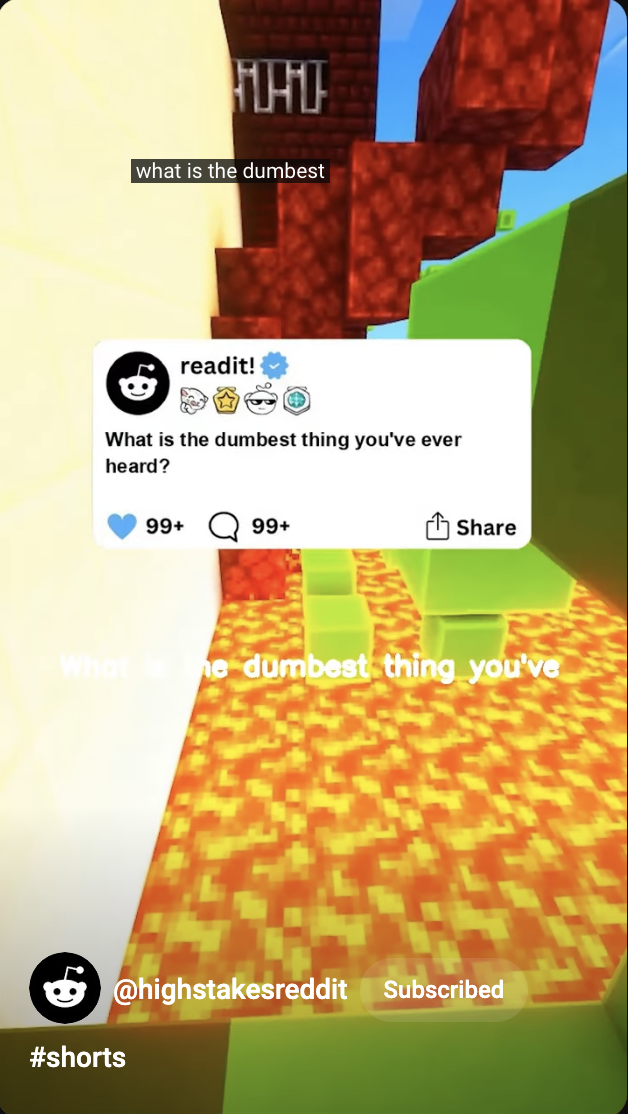 what is the dumbest
readit!
What is the dumbest thing you've ever
heard?
99+ 99+ Share
What is the dumbest thing you've
@highstakesreddit Subscribed
#shorts